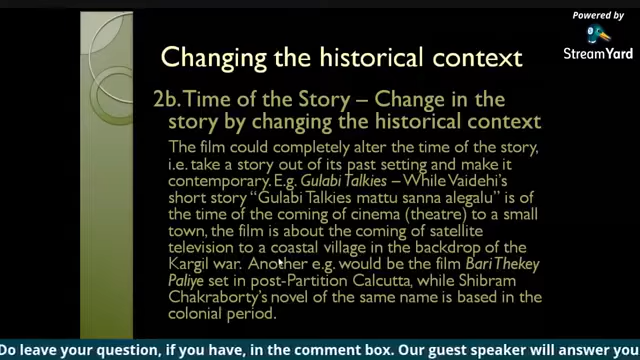 Powered by
StreamYard
Changing the historical context
2b. Time of the Story – Change in the
story by changing the historical context
The film could completely alter the time of the story,
i.e. take a story out of its past setting and make it
contemporary. E.g. Gulabi Talkies – While Vaidehi's
short story "Gulabi Talkies mattu sanna alegalu" is of
the time of the coming of cinema (theatre) to a small
town, the film is about the coming of satellite
television to a coastal village in the backdrop of the
Kargil war. Another e.g. would be the film Bari Thekey
Paliye set in post-Partition Calcutta, while Shibram
Chakraborty's novel of the same name is based in the
colonial period.
Do leave your question, if you have, in the comment box. Our guest speaker will answer you